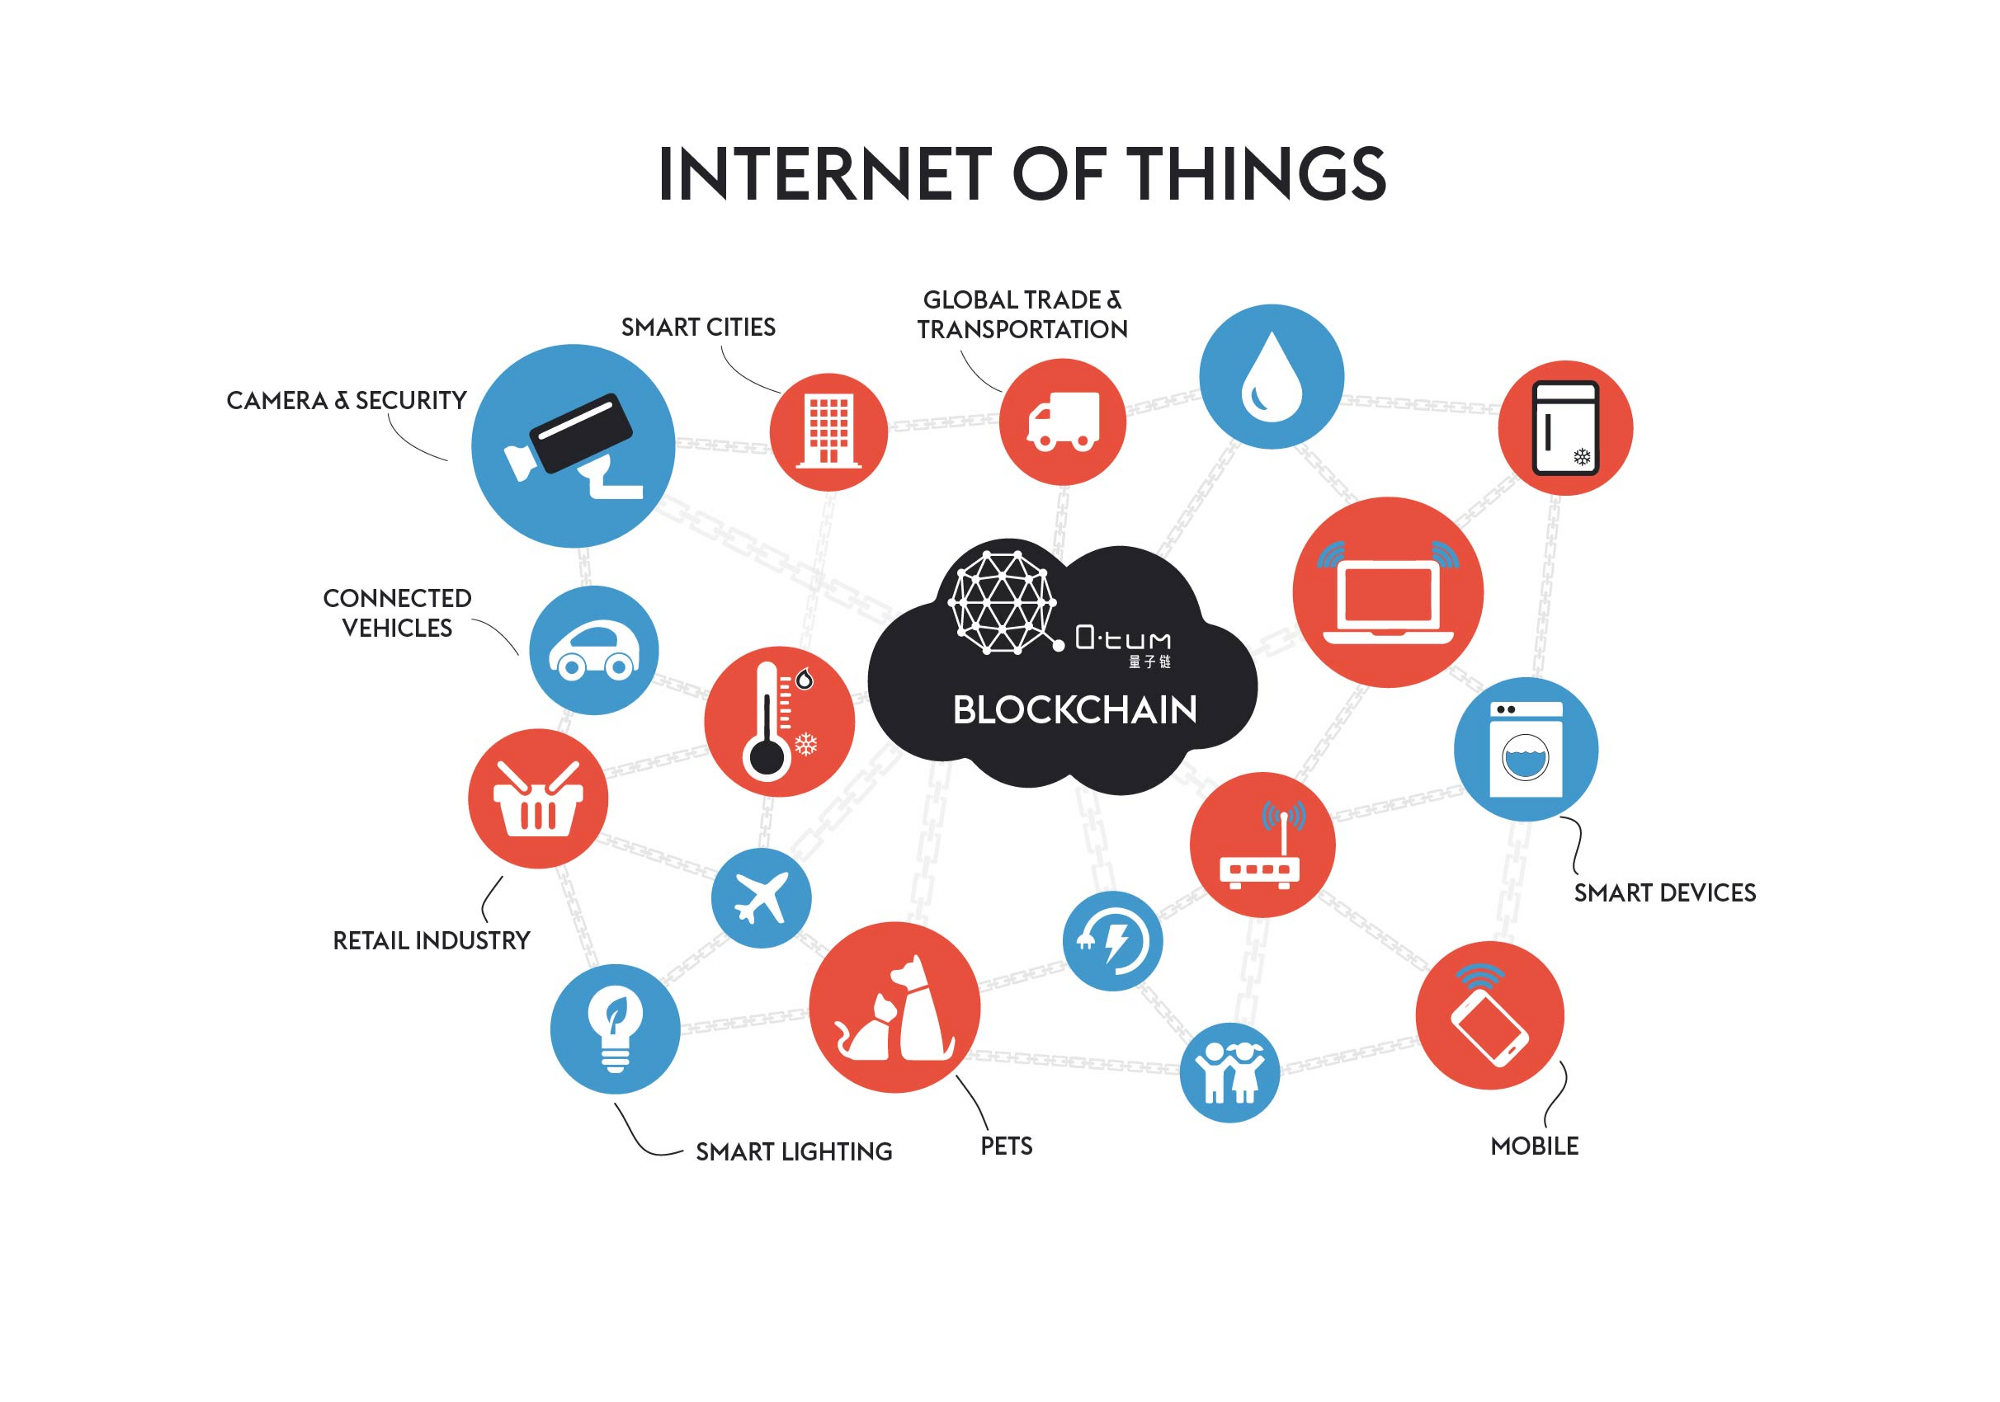 INTERNET OF THINGS
GLOBAL TRADE &
TRANSPORTATION
SMART CITIES
CAMERA & SECURITY
CONNECTED
VEHICLES
Q·tum
量子链
BLOCKCHAIN
SMART DEVICES
RETAIL INDUSTRY
SMART LIGHTING
PETS
MOBILE